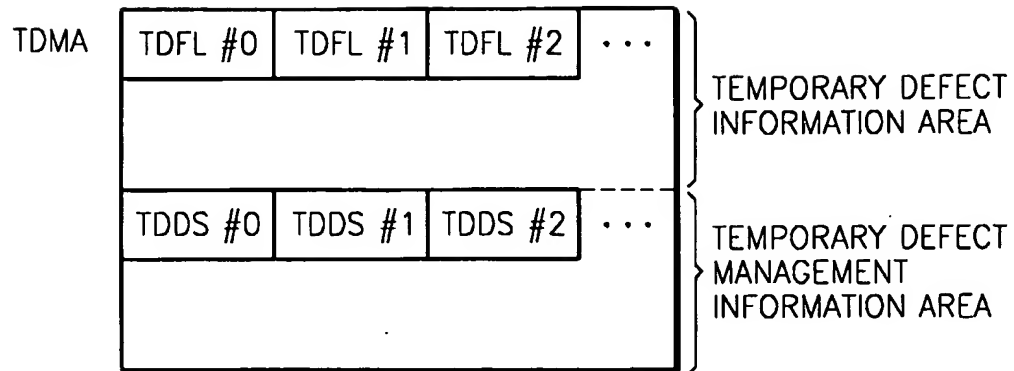 TDMA
TDFL #0 TDFL #1 TDFL #2 ...
TEMPORARY DEFECT
INFORMATION AREA
TDDS #0 TDDS #1 TDDS #2 ...
TEMPORARY DEFECT
MANAGEMENT
INFORMATION AREA